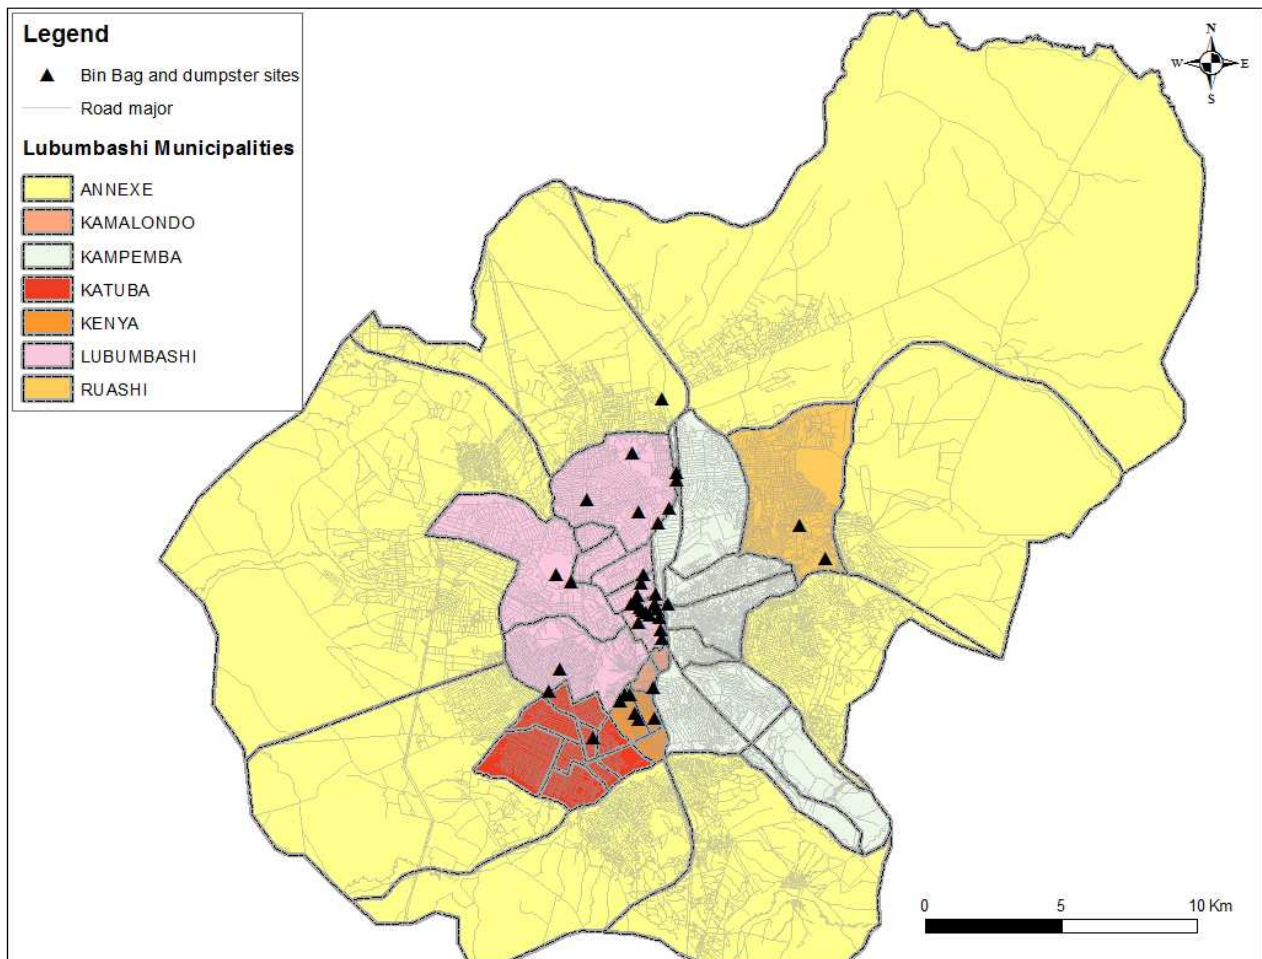 Legend
Bin Bag and dumpster sites
Road major
Lubumbashi Municipalities
ANNEXE
KAMALONDO
KAMPEMBA
KATUBA
KENYA
LUBUMBASHI
RUASHI
N
W E
S
0 5 10 Km